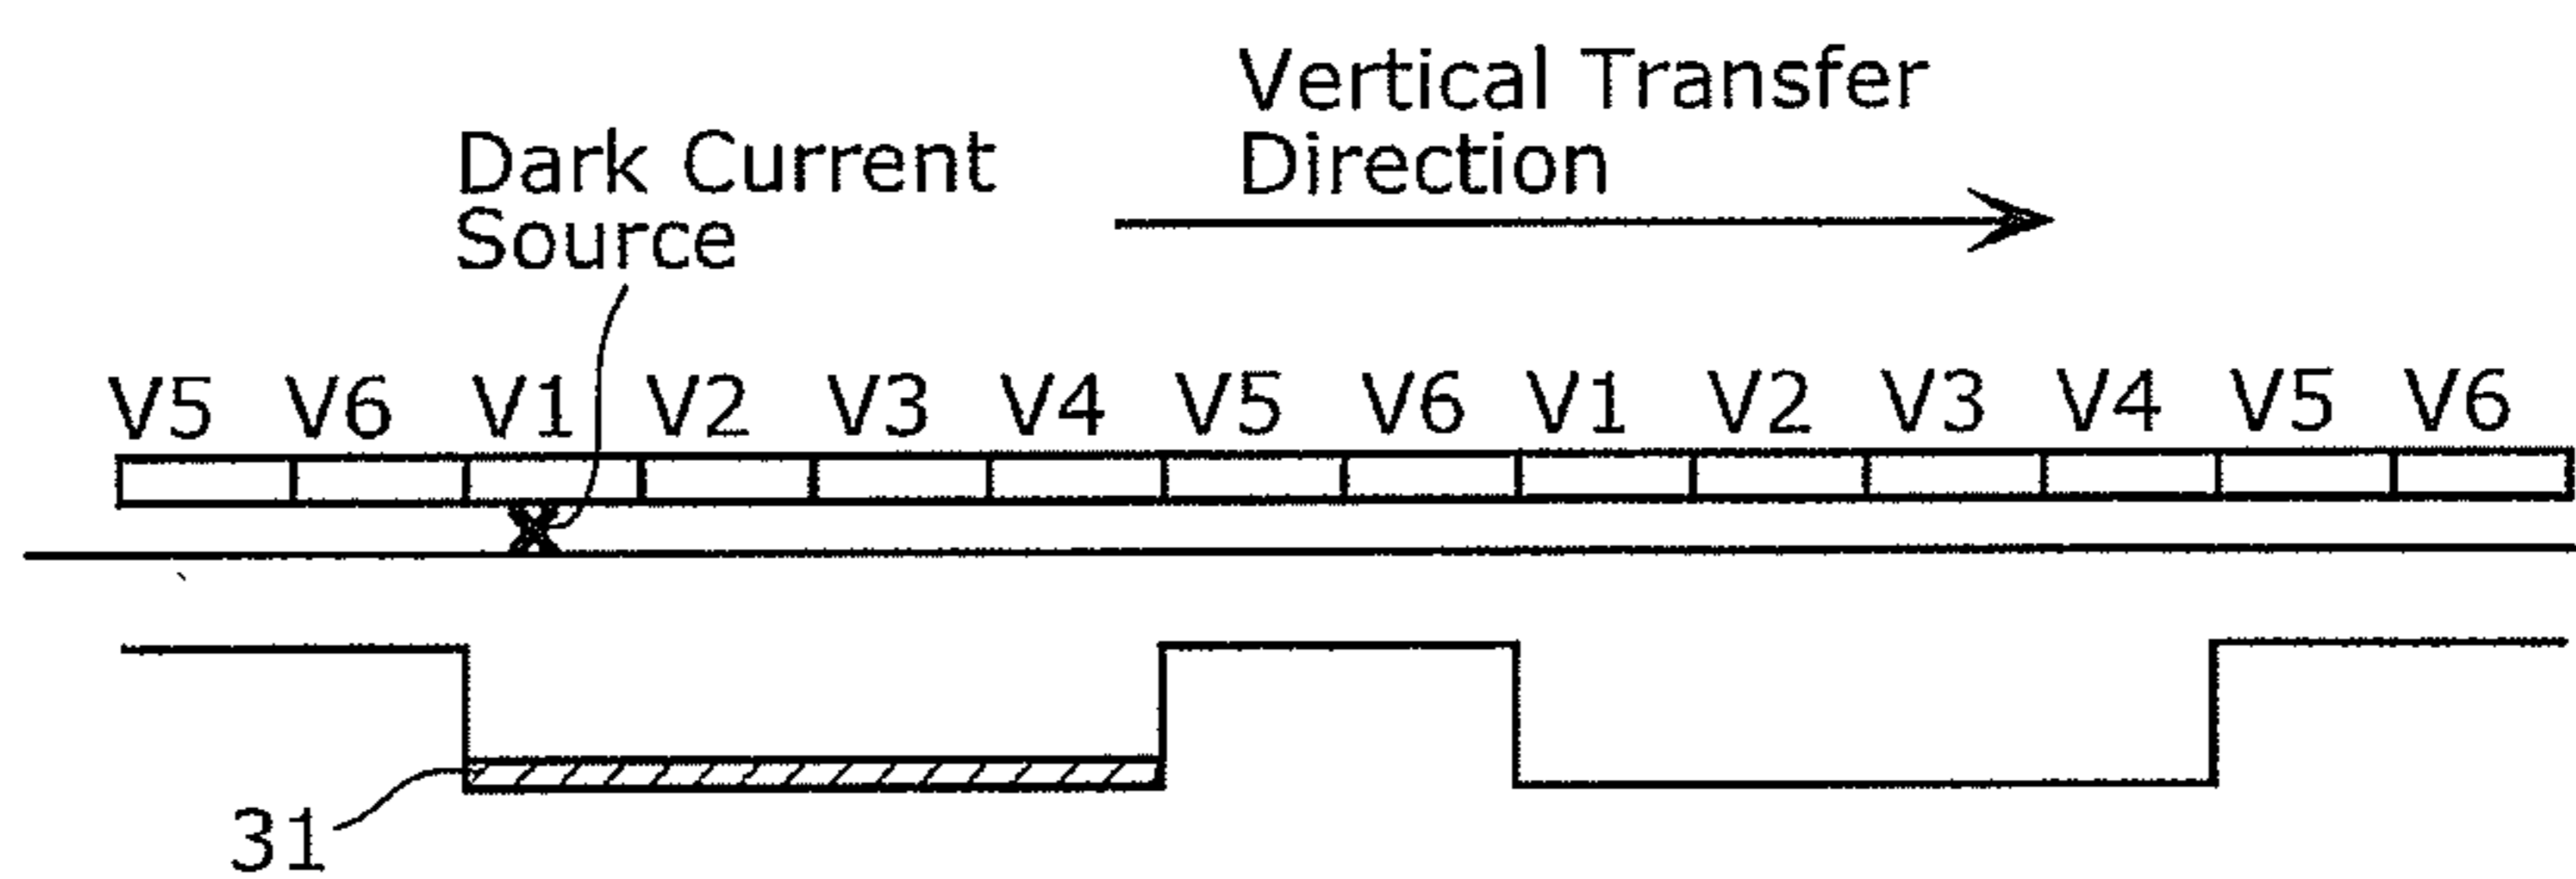 Vertical Transfer
Direction
Dark Current
Source
V5 V6 V1 V2 V3 V4 V5 V6 V1 V2 V3 V4 V5 V6
31